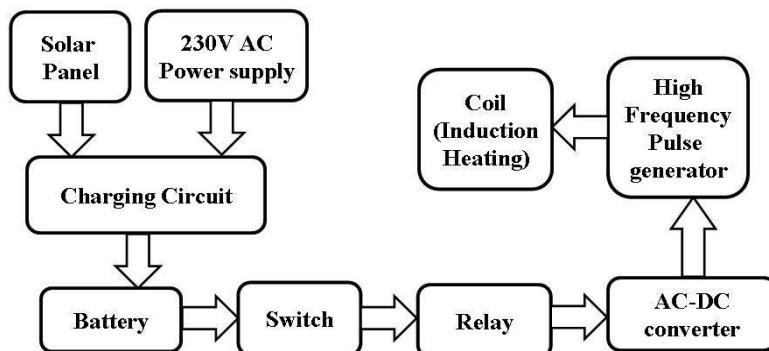 Solar
Panel
230V AC
Power supply
Charging Circuit
Battery
Switch
Relay
AC-DC
converter
High
Frequency
Pulse
generator
Coil
(Induction
Heating)